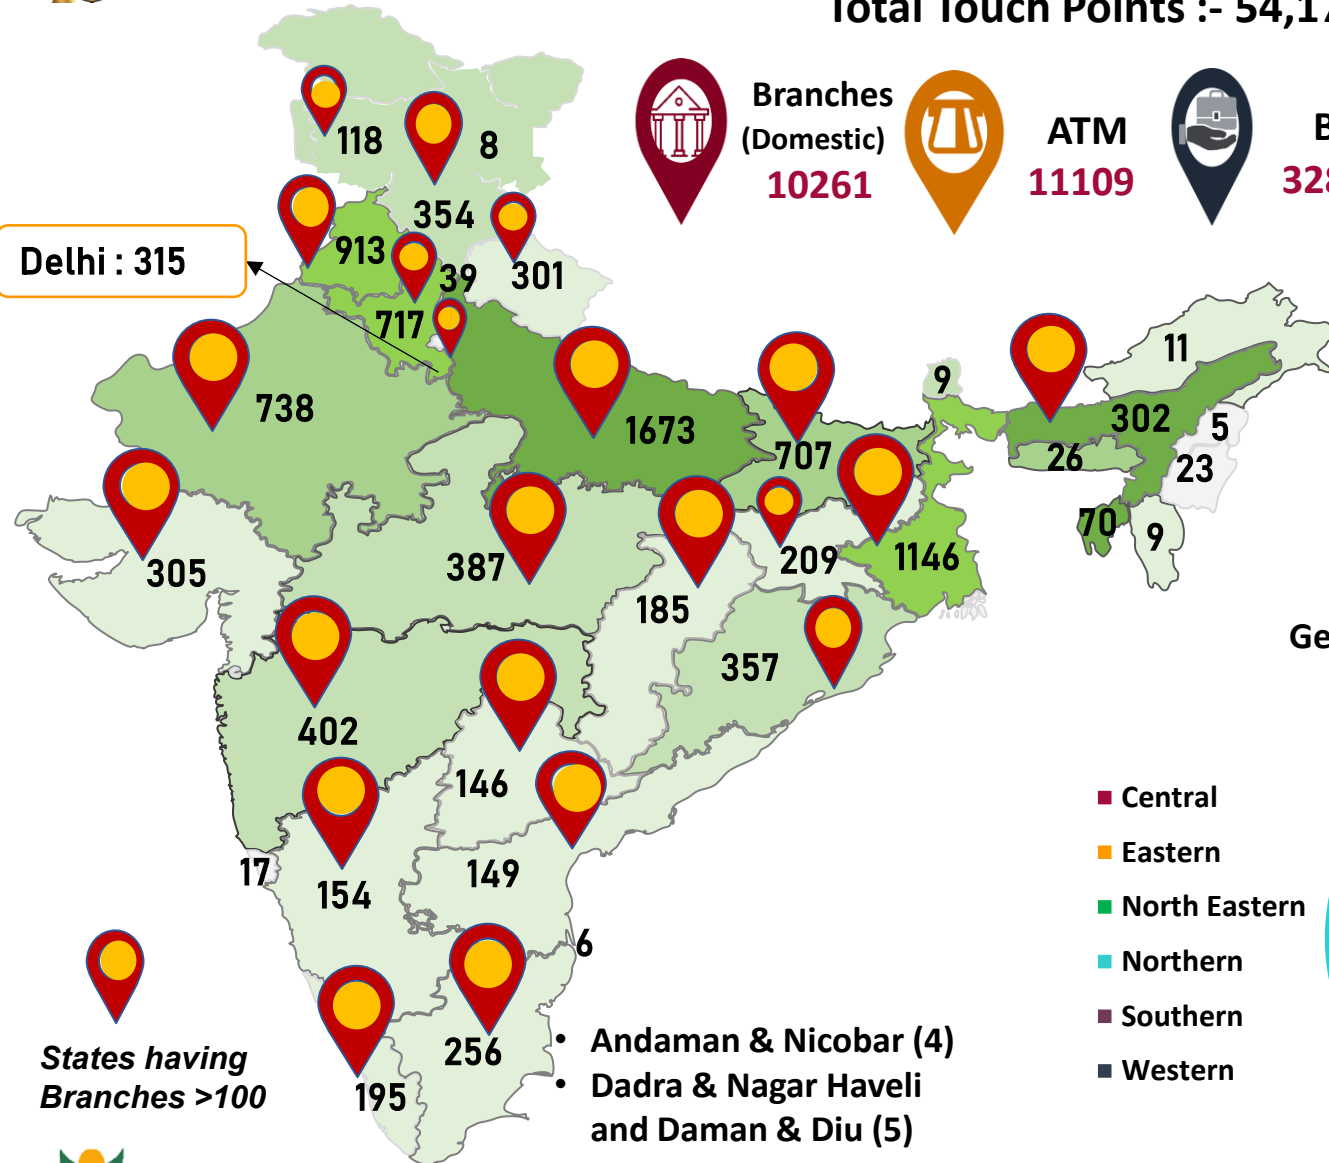 Total Touch Points :- 54,17
Branches
(Domestic)
10261
ATM
11109
B
328
118
8
354
913
39
301
Delhi : 315
717
738
1673
707
9
11
302
5
26
23
70
9
305
387
209
1146
185
357
402
146
149
17
154
6
256
195
States having
Branches >100
• Andaman & Nicobar (4)
• Dadra & Nagar Haveli
and Daman & Diu (5)
Ge
Central
Eastern
North Eastern
Northern
Southern
Western